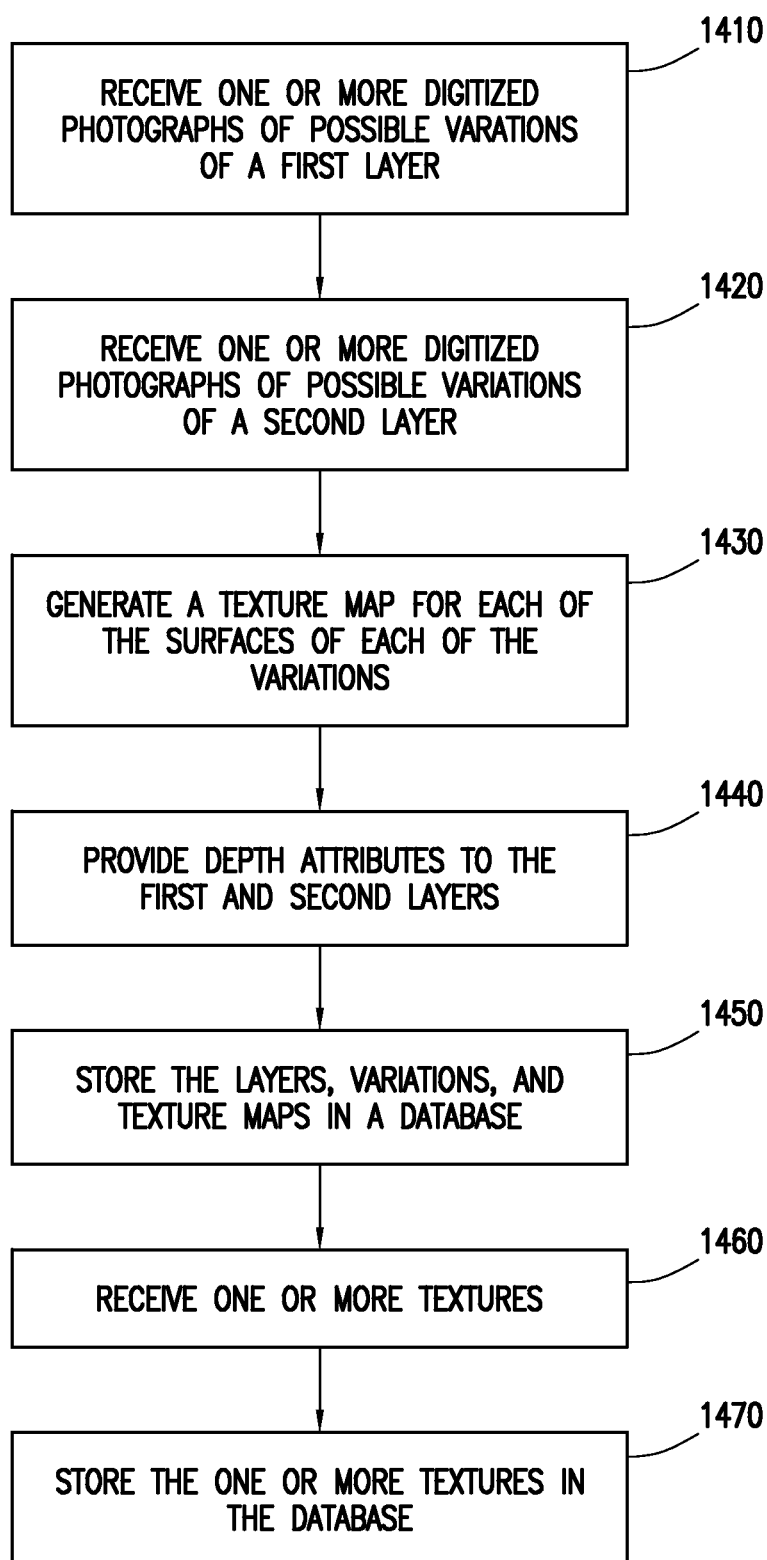 1410
RECEIVE ONE OR MORE DIGITIZED
PHOTOGRAPHS OF POSSIBLE VARATIONS
OF A FIRST LAYER
1420
RECEIVE ONE OR MORE DIGITIZED
PHOTOGRAPHS OF POSSIBLE VARIATIONS
OF A SECOND LAYER
1430
GENERATE A TEXTURE MAP FOR EACH OF
THE SURFACES OF EACH OF THE
VARIATIONS
1440
PROVIDE DEPTH ATTRIBUTES TO THE
FIRST AND SECOND LAYERS
1450
STORE THE LAYERS, VARIATIONS, AND
TEXTURE MAPS IN A DATABASE
1460
RECEIVE ONE OR MORE TEXTURES
1470
STORE THE ONE OR MORE TEXTURES IN
THE DATABASE